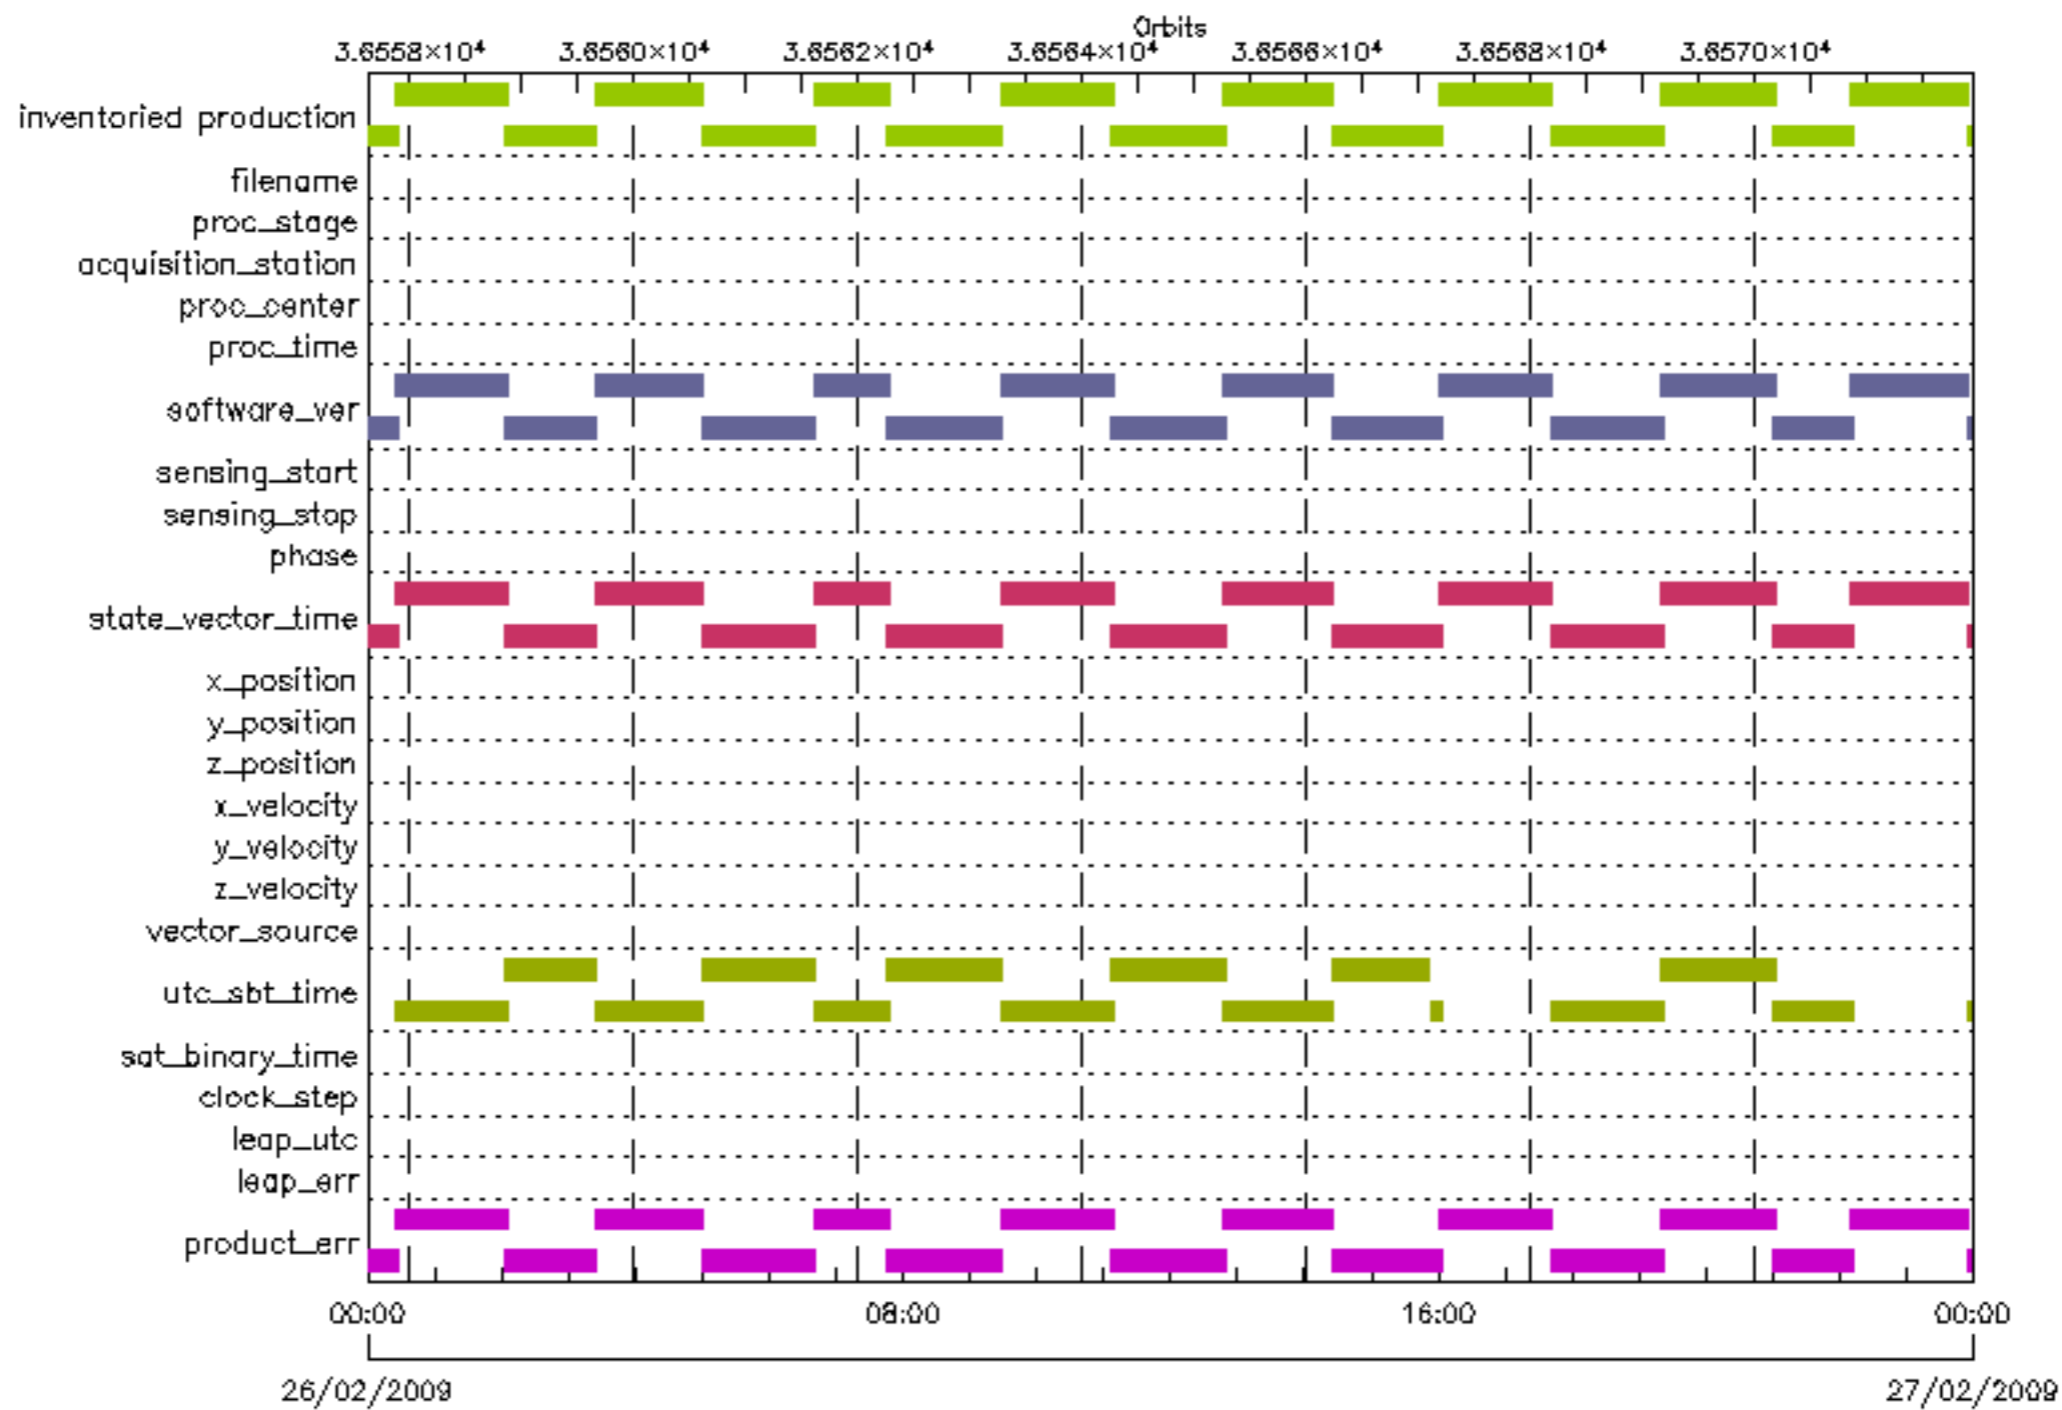 Orbits
3.6558×10⁴ 3.6560×10⁴ 3.6562×10⁴ 3.6564×10⁴ 3.6566×10⁴ 3.6568×10⁴ 3.6570×10⁴
inventoried production
filename
proc_stage
acquisition_station
proc_center
proc_time
software_ver
sensing_start
sensing_stop
phase
state_vector_time
x_position
y_position
z_position
x_velocity
y_velocity
z_velocity
vector_source
utc_sbt_time
sat_binary_time
clock_step
leap_utc
leap_err
product_err
00:00 08:00 16:00 00:00
26/02/2009 27/02/2009